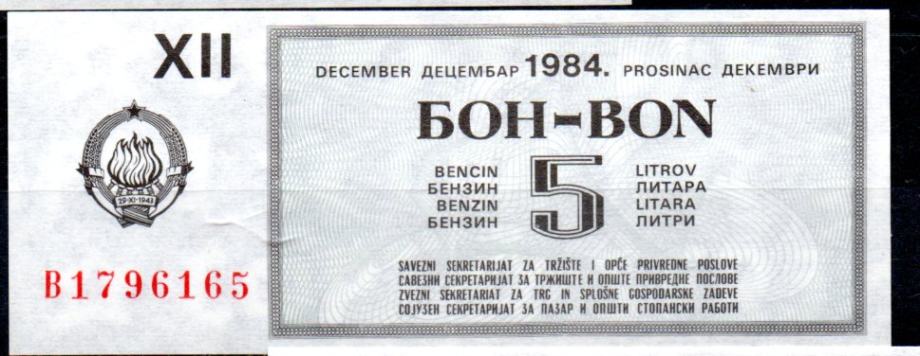 XII
29·XI·1943
B1796165
DECEMBER ДЕЦЕМБАР 1984. PROSINAC ДЕКЕМВРИ
БОН-BON
BENCIN 5 LITROV
БЕНЗИН ЛИТАРА
BENZIN LITARA
БЕНЗИН ЛИТРИ
SAVEZNI SEKRETARIJAT ZA TRŽIŠTE I OPĆE PRIVREDNE POSLOVE
САВЕЗНИ СЕКРЕТАРИЈАТ ЗА ТРЖИШТЕ И ОПШТЕ ПРИВРЕДНЕ ПОСЛОВЕ
ZVEZNI SEKRETARIAT ZA TRG IN SPLOŠNE GOSPODARSKE ZADEVE
СОЈУЗЕН СЕКРЕТАРИЈАТ ЗА ПАЗАР И ОПШТИ СТОПАНСКИ РАБОТИ